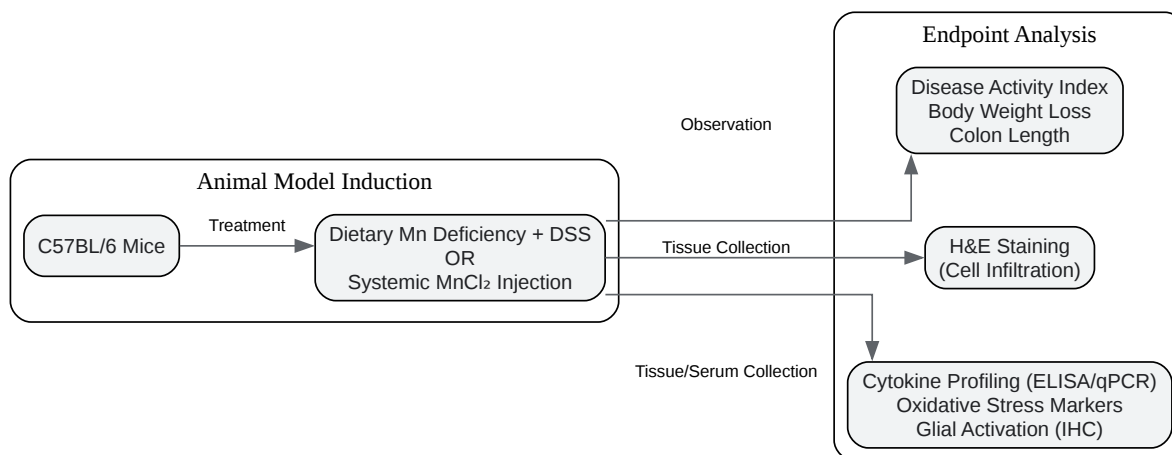 Endpoint Analysis
Disease Activity Index
Body Weight Loss
Colon Length
Observation
Animal Model Induction
C57BL/6 Mice
Treatment
Dietary Mn Deficiency + DSS
OR
Systemic MnCl₂ Injection
Tissue Collection
H&E Staining
(Cell Infiltration)
Tissue/Serum Collection
Cytokine Profiling (ELISA/qPCR)
Oxidative Stress Markers
Glial Activation (IHC)